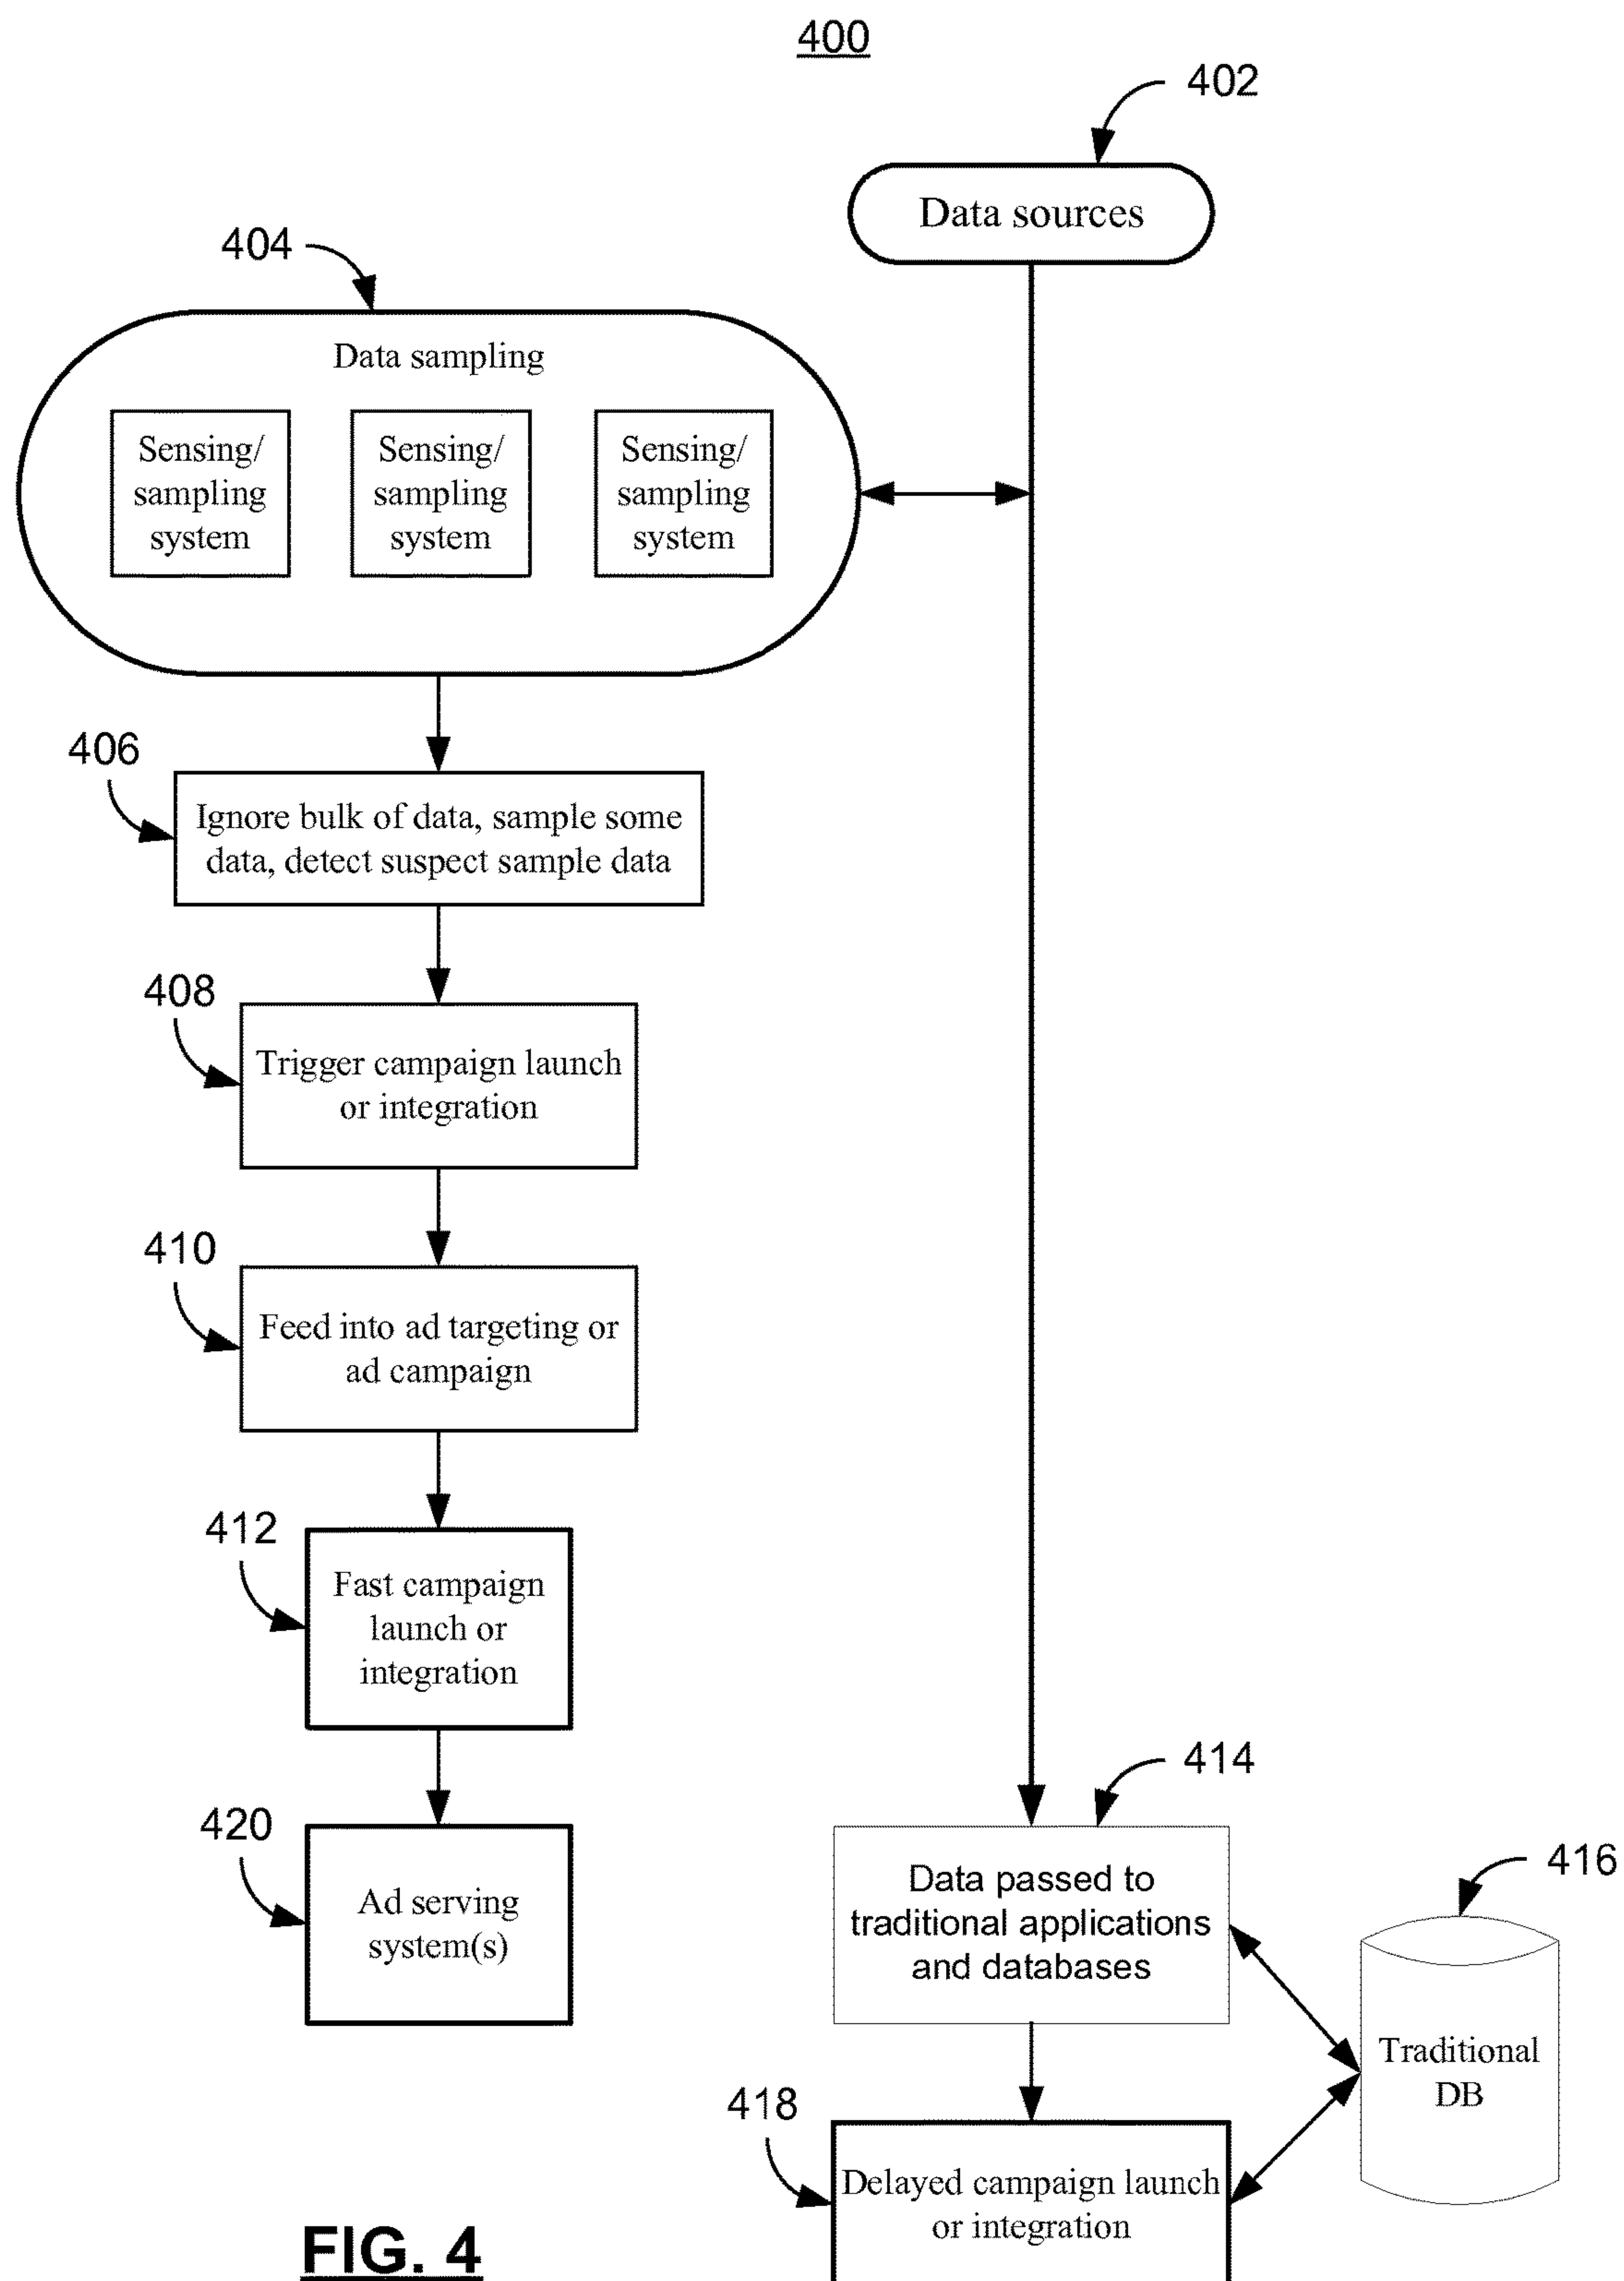 400
402
Data sources
404
Data sampling
Sensing/
sampling
system
Sensing/
sampling
system
Sensing/
sampling
system
406
Ignore bulk of data, sample some
data, detect suspect sample data
408
Trigger campaign launch
or integration
410
Feed into ad targeting or
ad campaign
412
Fast campaign
launch or
integration
414
420
Ad serving
system(s)
Data passed to
traditional applications
and databases
416
Traditional
DB
418
Delayed campaign launch
or integration
FIG. 4